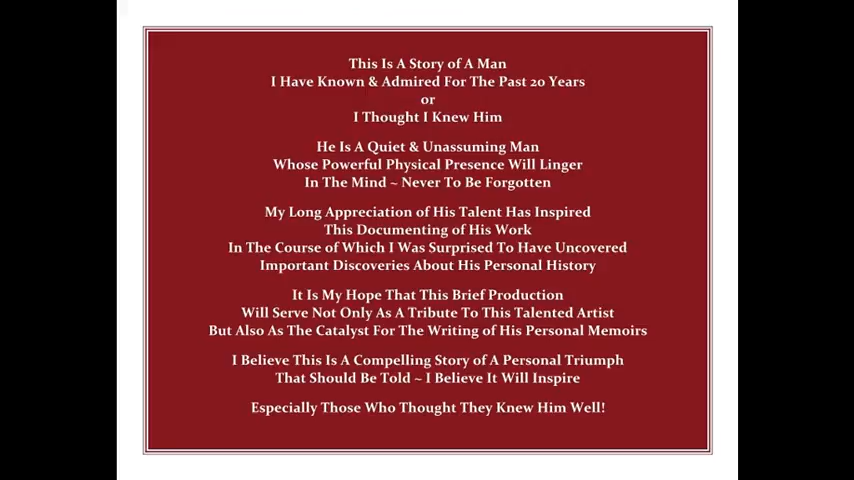 This Is A Story of A Man
I Have Known & Admired For The Past 20 Years
or
I Thought I Knew Him
He Is A Quiet & Unassuming Man
Whose Powerful Physical Presence Will Linger
In The Mind ~ Never To Be Forgotten
My Long Appreciation of His Talent Has Inspired
This Documenting of His Work
In The Course of Which I Was Surprised To Have Uncovered
Important Discoveries About His Personal History
It Is My Hope That This Brief Production
Will Serve Not Only As A Tribute To This Talented Artist
But Also As The Catalyst For The Writing of His Personal Memoirs
I Believe This Is A Compelling Story of A Personal Triumph
That Should Be Told ~ I Believe It Will Inspire
Especially Those Who Thought They Knew Him Well!